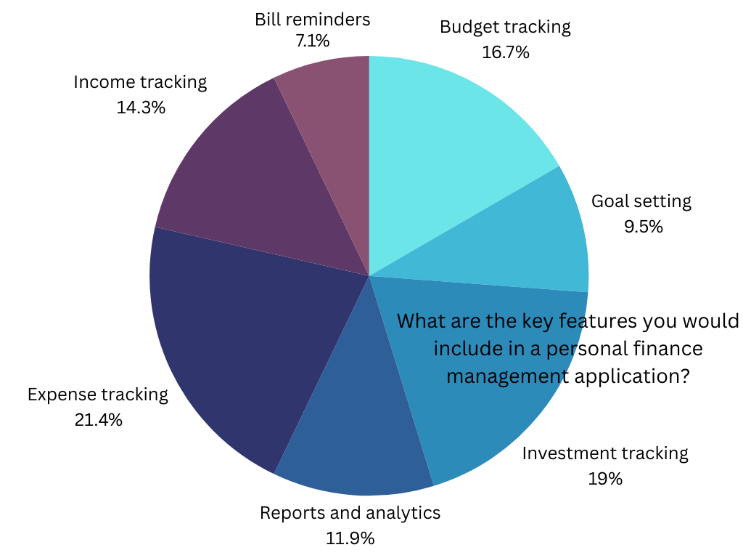 Bill reminders
7.1%
Budget tracking
16.7%
Income tracking
14.3%
Goal setting
9.5%
What are the key features you would
include in a personal finance
management application?
Expense tracking
21.4%
Investment tracking
19%
Reports and analytics
11.9%